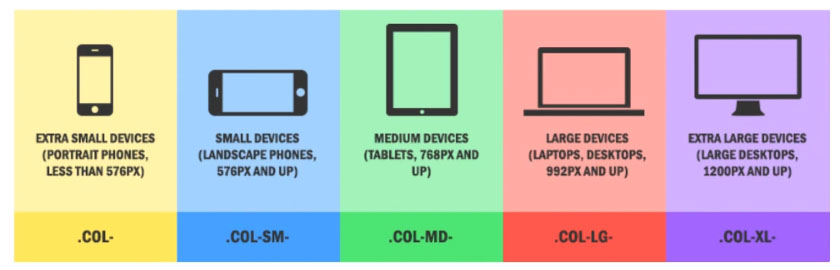 EXTRA SMALL DEVICES
(PORTRAIT PHONES,
LESS THAN 576PX)
SMALL DEVICES
(LANDSCAPE PHONES,
576PX AND UP)
MEDIUM DEVICES
(TABLETS, 768PX AND
UP)
LARGE DEVICES
(LAPTOPS, DESKTOPS,
992PX AND UP)
EXTRA LARGE DEVICES
(LARGE DESKTOPS,
1200PX AND UP)
.COL-
.COL-SM-
.COL-MD-
.COL-LG-
.COL-XL-